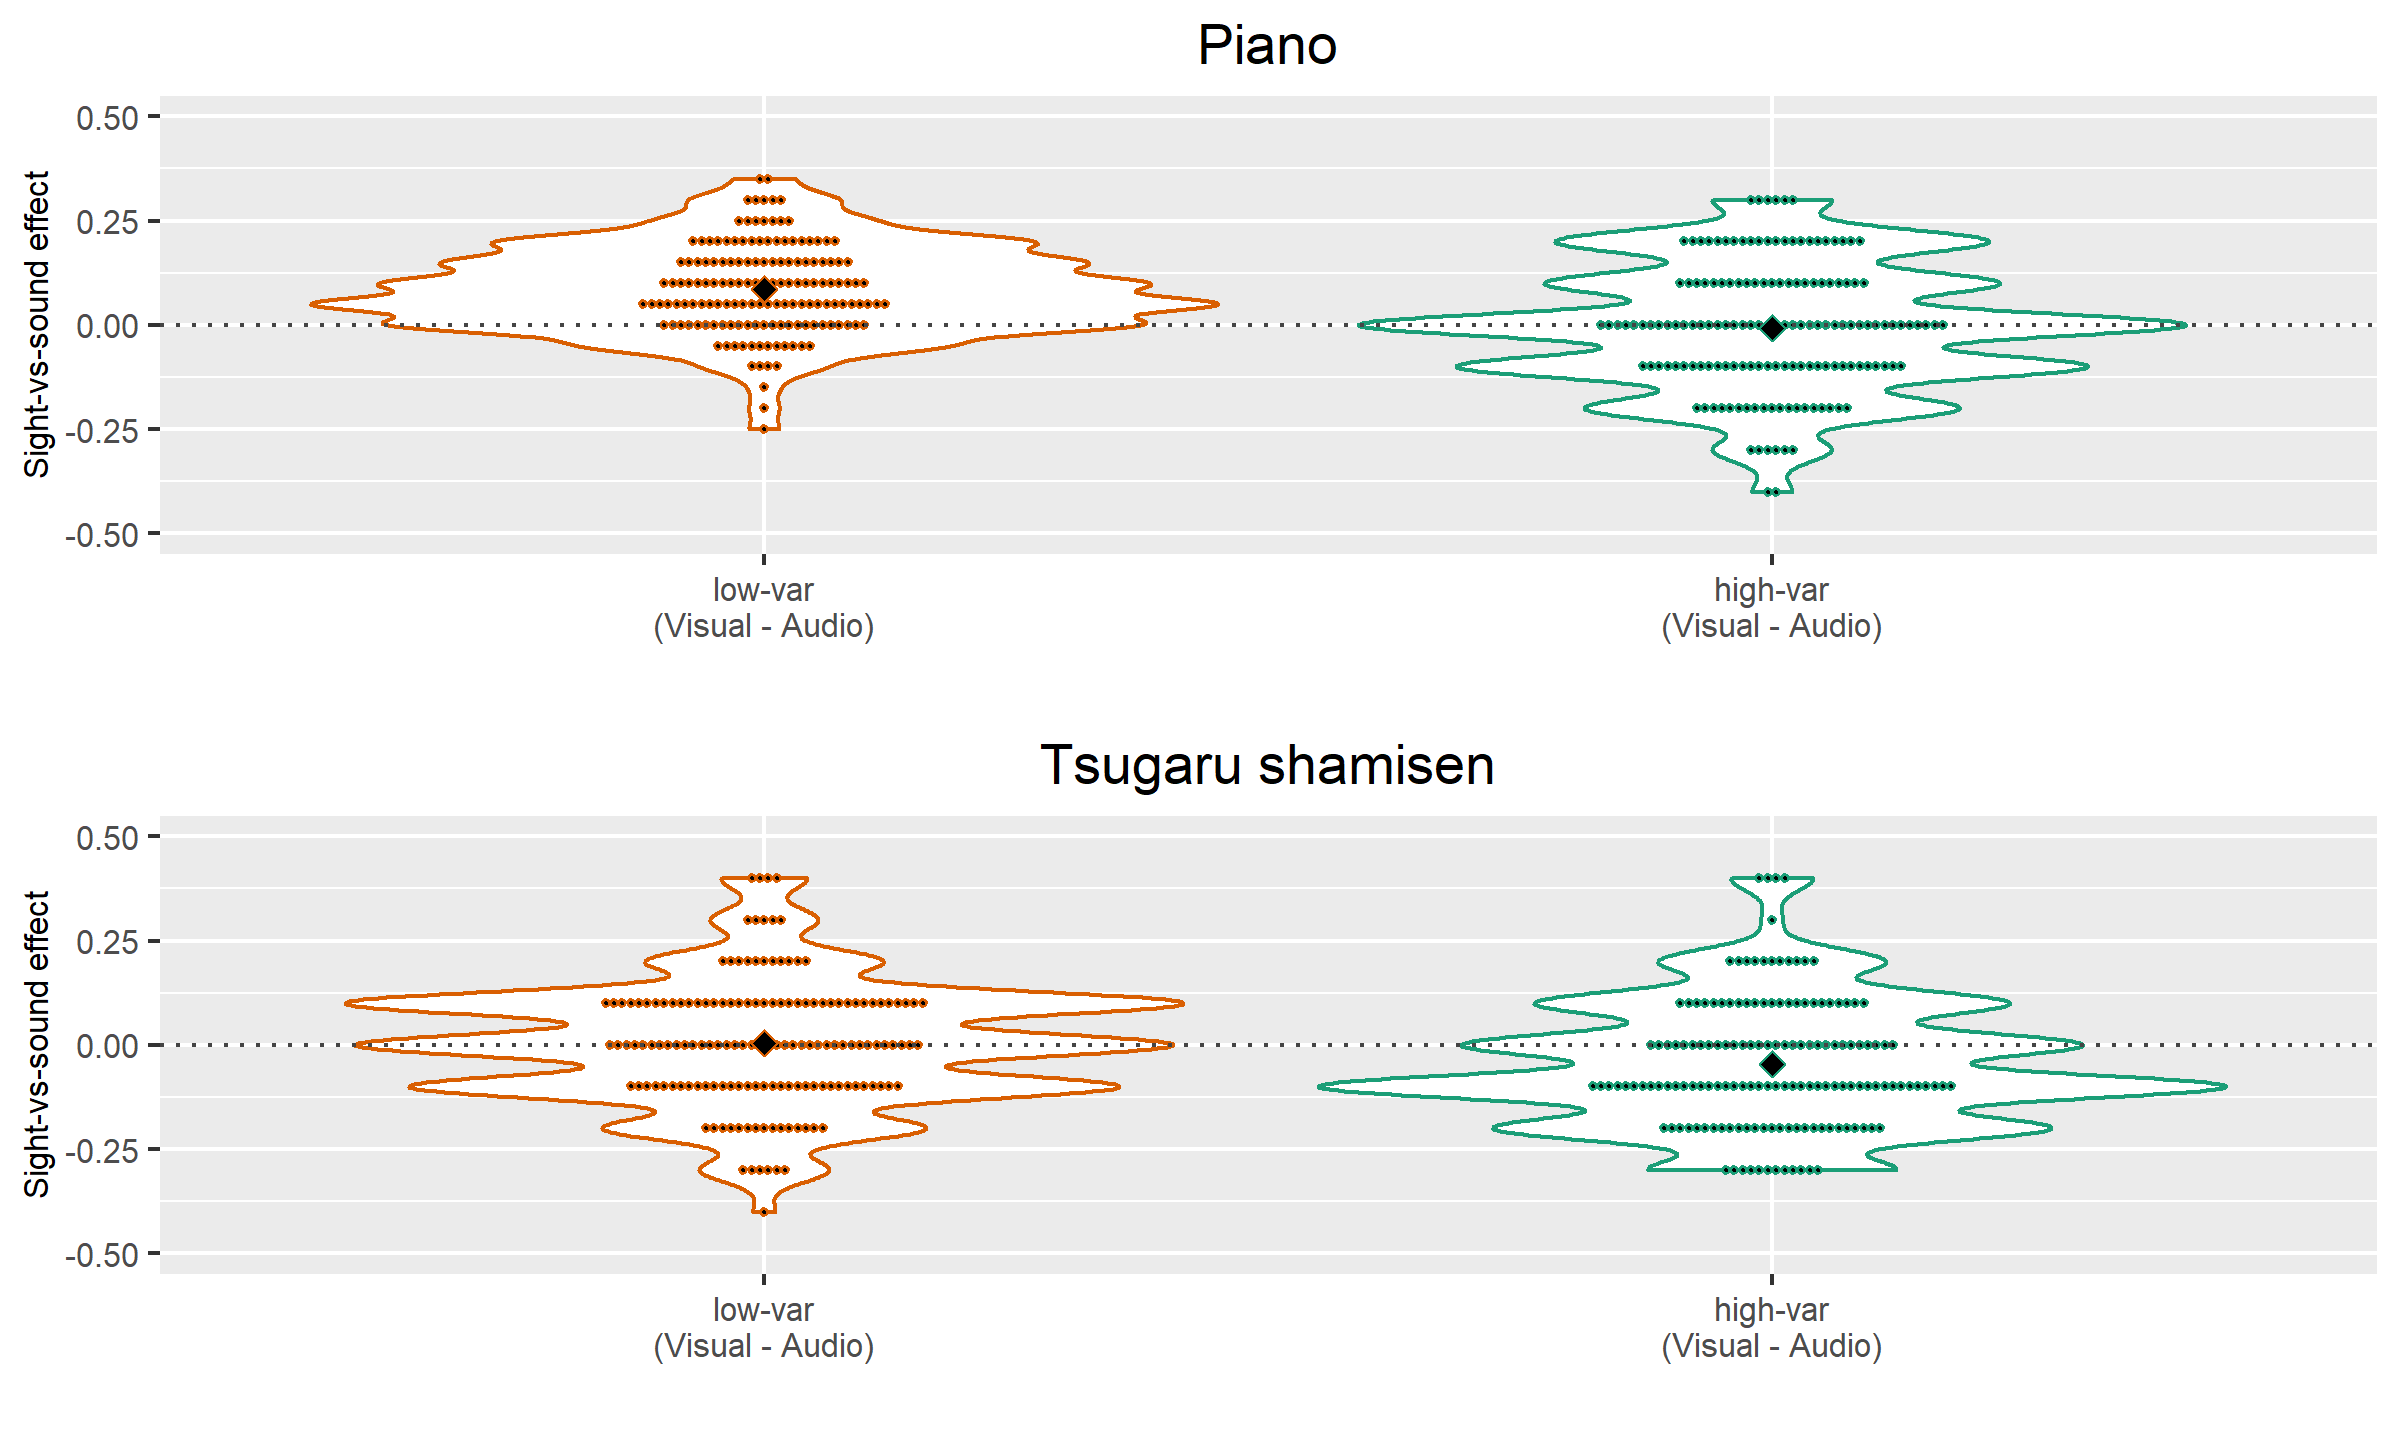 Piano
Sight-vs-sound effect
0.50
0.25
0.00
-0.25
-0.50
low-var
(Visual - Audio)
high-var
(Visual - Audio)
Tsugaru shamisen
Sight-vs-sound effect
0.50
0.25
0.00
-0.25
-0.50
low-var
(Visual - Audio)
high-var
(Visual - Audio)